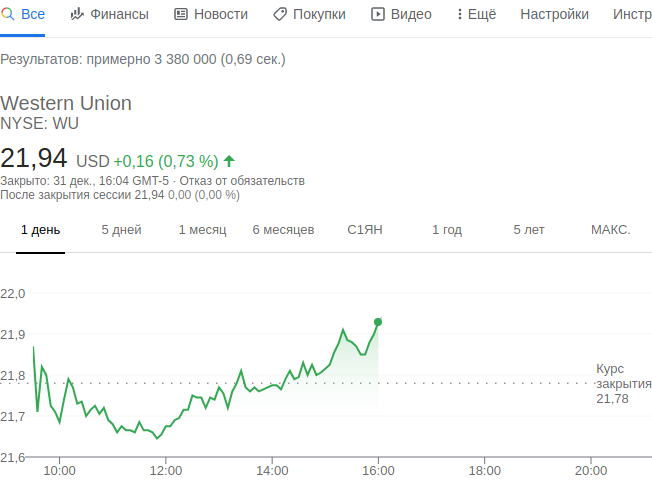 Все Финансы Новости Покупки Видео Ещё Настройки Инстр
Результатов: примерно 3 380 000 (0,69 сек.)
Western Union
NYSE: WU
21,94 USD +0,16 (0,73 %)
Закрыто: 31 дек., 16:04 GMT-5 · Отказ от обязательств
После закрытия сессии 21,94 0,00 (0,00 %)
1 день 5 дней 1 месяц 6 месяцев С1ЯН 1 год 5 лет МАКС.
22,0
21,9
21,8
21,7
21,6
Курс
закрытия
21,78
10:00 12:00 14:00 16:00 18:00 20:00